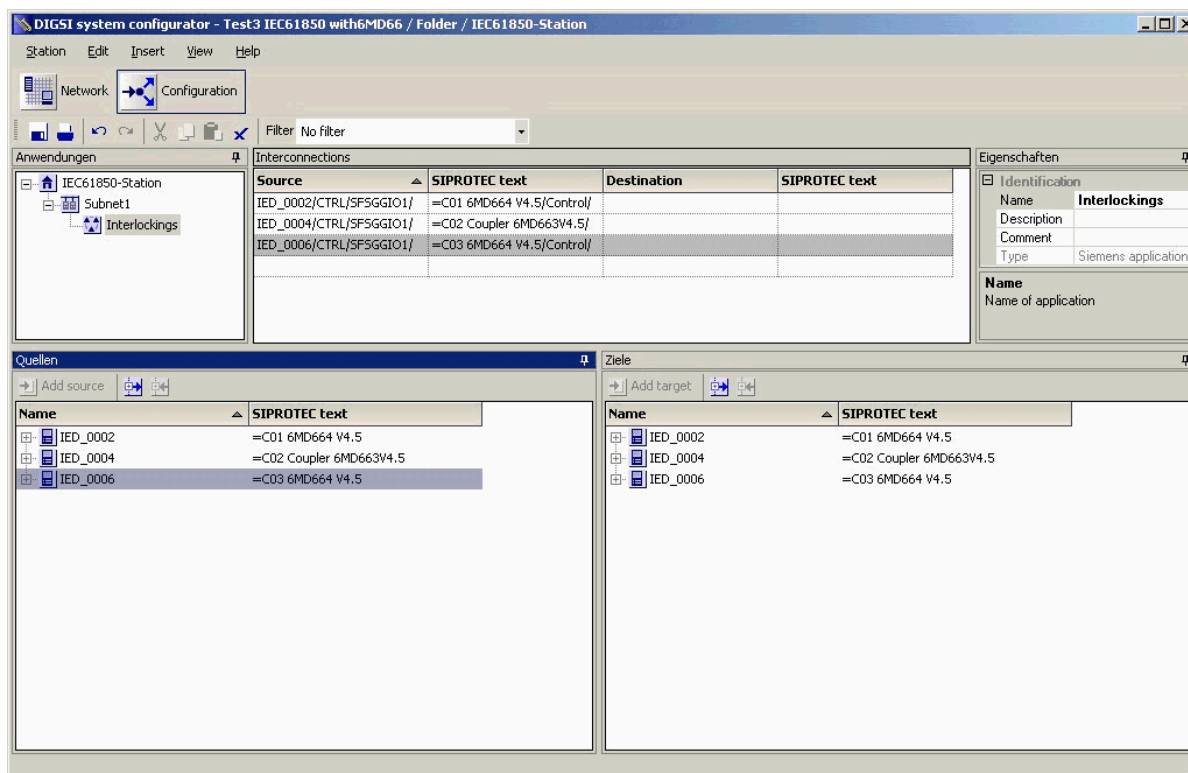 DIGSI system configurator - Test3 IEC61850 with6MD66 / Folder / IEC61850-Station
Station Edit Insert View Help
Network Configuration
Filter No filter
Anwendungen
IEC61850-Station
Subnet1
Interlockings
Interconnections
Source SIPROTEC text Destination SIPROTEC text
IED_0002/CTRL/SFSGGIO1/ =C01 6MD664 V4.5/Control/
IED_0004/CTRL/SFSGGIO1/ =C02 Coupler 6MD663V4.5/
IED_0006/CTRL/SFSGGIO1/ =C03 6MD664 V4.5/Control/
Eigenschaften
Identification
Name Interlockings
Description
Comment
Type Siemens application
Name
Name of application
Quellen
Add source
Name SIPROTEC text
IED_0002 =C01 6MD664 V4.5
IED_0004 =C02 Coupler 6MD663V4.5
IED_0006 =C03 6MD664 V4.5
Ziele
Add target
Name SIPROTEC text
IED_0002 =C01 6MD664 V4.5
IED_0004 =C02 Coupler 6MD663V4.5
IED_0006 =C03 6MD664 V4.5